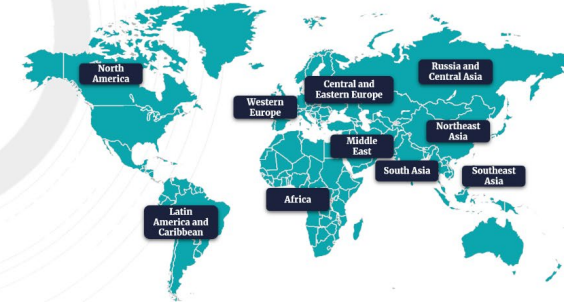 North
America
Russia and
Central Asia
Central and
Eastern Europe
Western
Europe
Northeast
Asia
Middle
East
South Asia
Southeast
Asia
Africa
Latin
America and
Caribbean